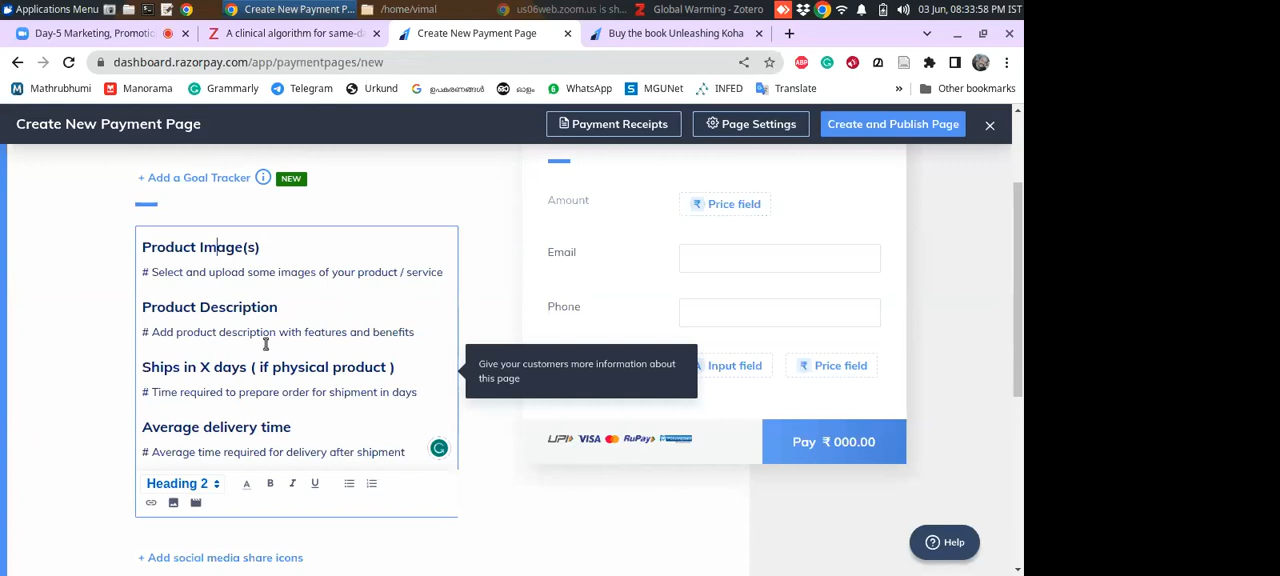 Applications Menu
Create New Payment P...
/home/vimal
us06web.zoom.us is sh...
Global Warming - Zotero
03 Jun, 08:33:58 PM IST
Day-5 Marketing, Promoti
A clinical algorithm for same-da
Create New Payment Page
Buy the book Unleashing Koha
dashboard.razorpay.com/app/paymentpages/new
Mathrubhumi
Manorama
Grammarly
Telegram
Urkund
ഉപകരണങ്ങൾ
ഓളം
WhatsApp
MGUNet
INFED
Translate
»
Other bookmarks
Create New Payment Page
Payment Receipts
Page Settings
Create and Publish Page
+ Add a Goal Tracker
NEW
Product Image(s)
# Select and upload some images of your product / service
Product Description
# Add product description with features and benefits
Ships in X days ( if physical product )
# Time required to prepare order for shipment in days
Average delivery time
# Average time required for delivery after shipment
Heading 2
A B I U
+ Add social media share icons
Amount
₹ Price field
Email
Phone
Give your customers more information about
this page
Input field
₹ Price field
UPI VISA RuPay
Pay ₹ 000.00
Help